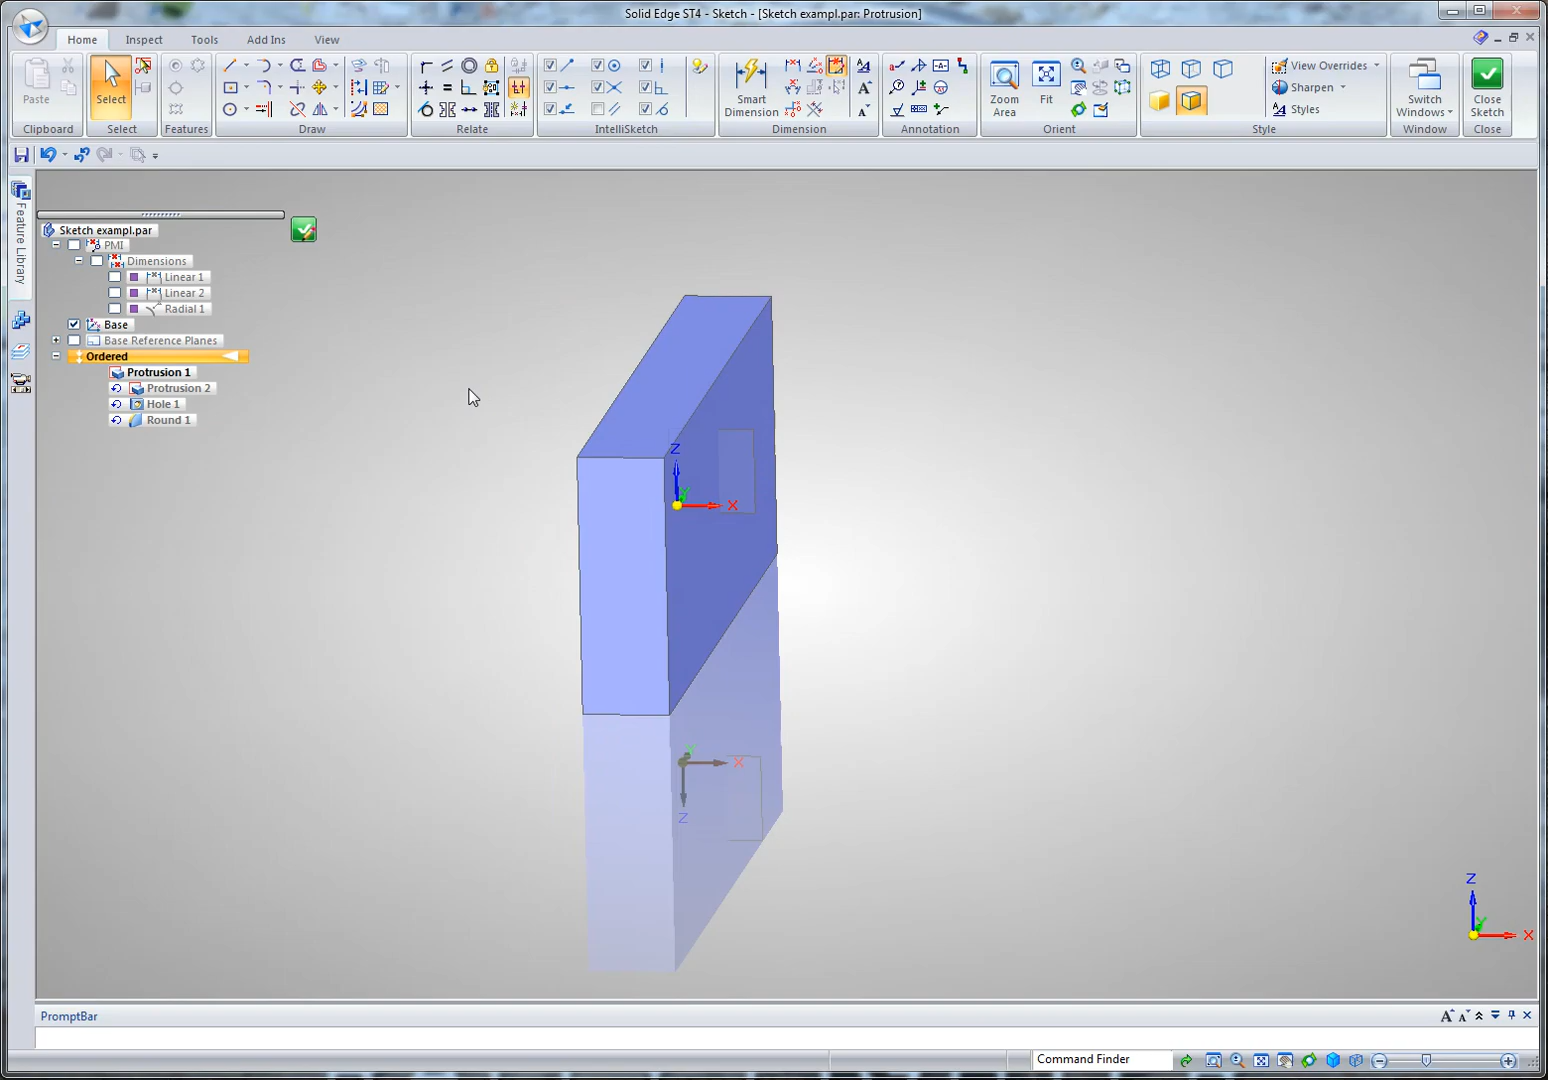 Solid Edge ST4 - Sketch - [Sketch exampl.par: Protrusion]
Home
Inspect
Tools
Add Ins
View
Paste
Clipboard
Select
Select
Features
Draw
Relate
IntelliSketch
Smart
Dimension
Dimension
Annotation
Zoom
Area
Fit
Orient
View Overrides
Sharpen
Styles
Style
Switch
Windows
Window
Close
Sketch
Close
Feature Library
Sketch exampl.par
PMI
Dimensions
Linear 1
Linear 2
Radial 1
Base
Base Reference Planes
Ordered
Protrusion 1
Protrusion 2
Hole 1
Round 1
Z
Y
X
Y
X
Z
Z
Y
X
PromptBar
Command Finder